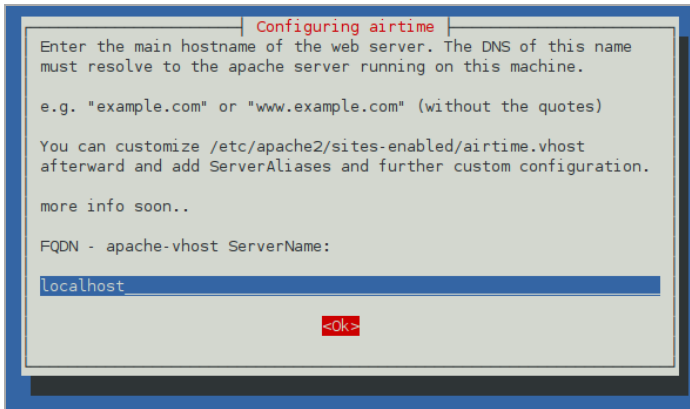 Configuring airtime
Enter the main hostname of the web server. The DNS of this name
must resolve to the apache server running on this machine.
e.g. "example.com" or "www.example.com" (without the quotes)
You can customize /etc/apache2/sites-enabled/airtime.vhost
afterward and add ServerAliases and further custom configuration.
more info soon..
FQDN - apache-vhost ServerName:
localhost
<Ok>